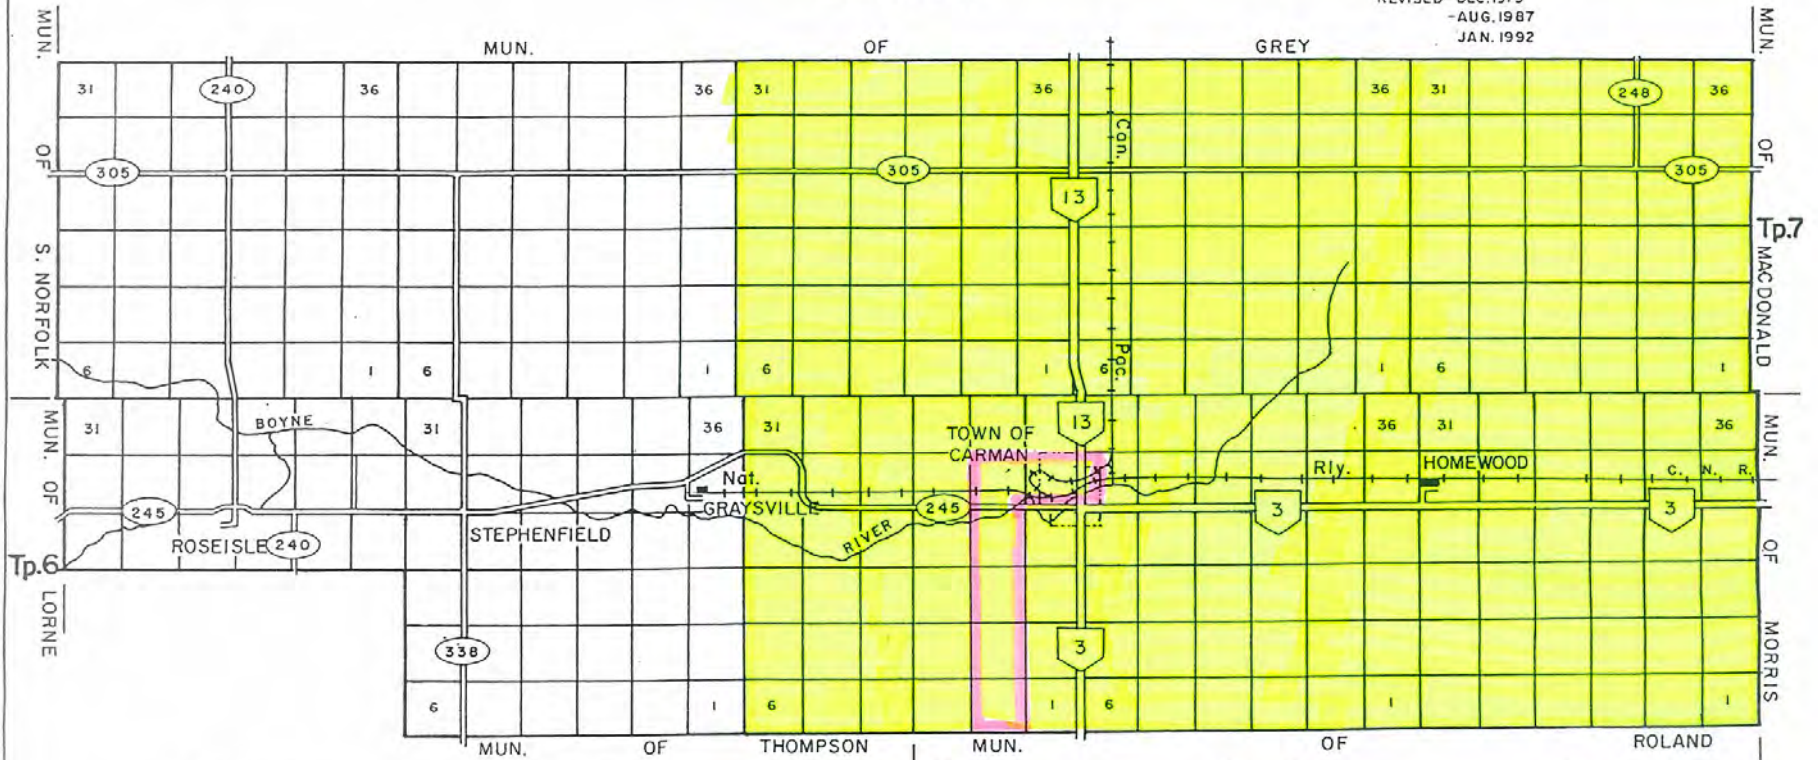 -AUG.1987
JAN. 1992
MUN. OF S. NORFOLK
MUN. OF GREY
MUN. OF MACDONALD
31 240 36 36 31 36 36 31 248 36
Can.
305 305 305
13
Tp.7
6 1 6 1 6 1 6 Pac. 1 6 1
MUN. OF LORNE
31 BOYNE 31 36 31 13 36 31 36
MUN. OF MORRIS
TOWN OF
CARMAN
Nat. Rly. HOMEWOOD C. N. R.
245 GRAYSVILLE 245 3 3
ROSEISLE 240 STEPHENFIELD RIVER
Tp.6
338 3
6 1 6 1 6 1 1
MUN. OF THOMPSON MUN. OF ROLAND